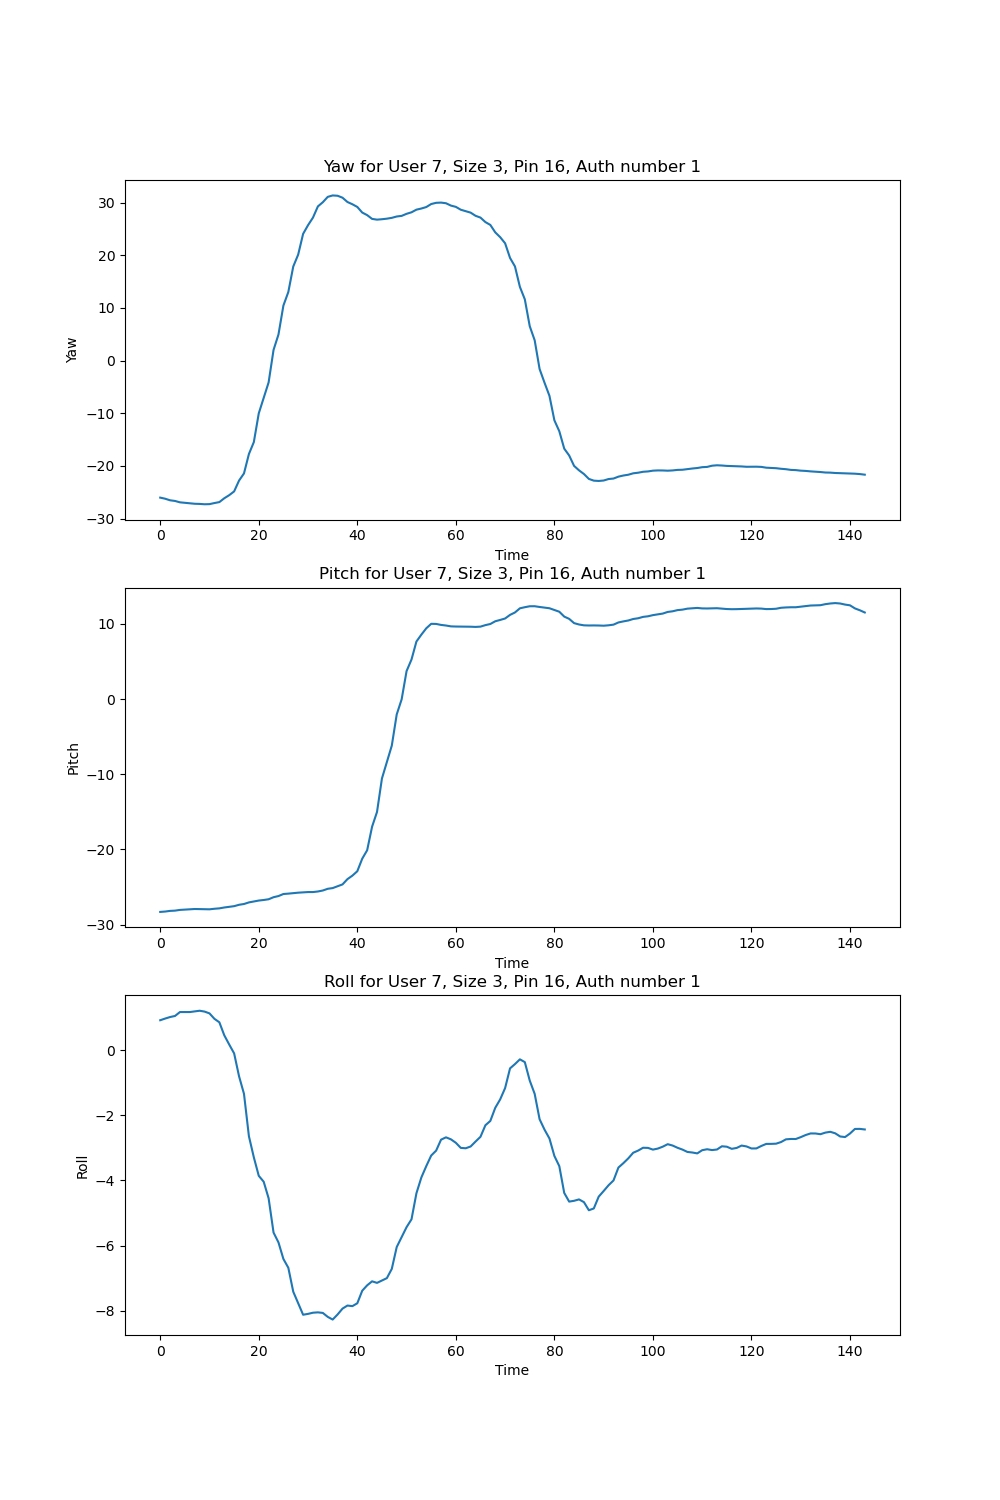 Yaw for User 7, Size 3, Pin 16, Auth number 1
30
20
10
0
−10
−20
−30
Yaw
0 20 40 60 80 100 120 140
Time
Pitch for User 7, Size 3, Pin 16, Auth number 1
10
0
−10
−20
−30
Pitch
0 20 40 60 80 100 120 140
Time
Roll for User 7, Size 3, Pin 16, Auth number 1
0
−2
−4
−6
−8
Roll
0 20 40 60 80 100 120 140
Time